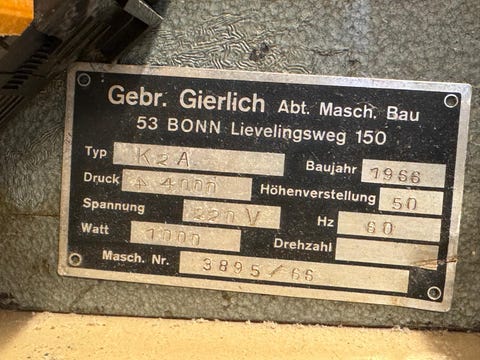 Gebr. Gierlich Abt. Masch. Bau
53 BONN Lievelingsweg 150
Typ K2A Baujahr 1966
Druck 4000 Höhenverstellung 50
Spannung 220 V Hz 60
Watt 1000 Drehzahl
Masch. Nr. 3895/66